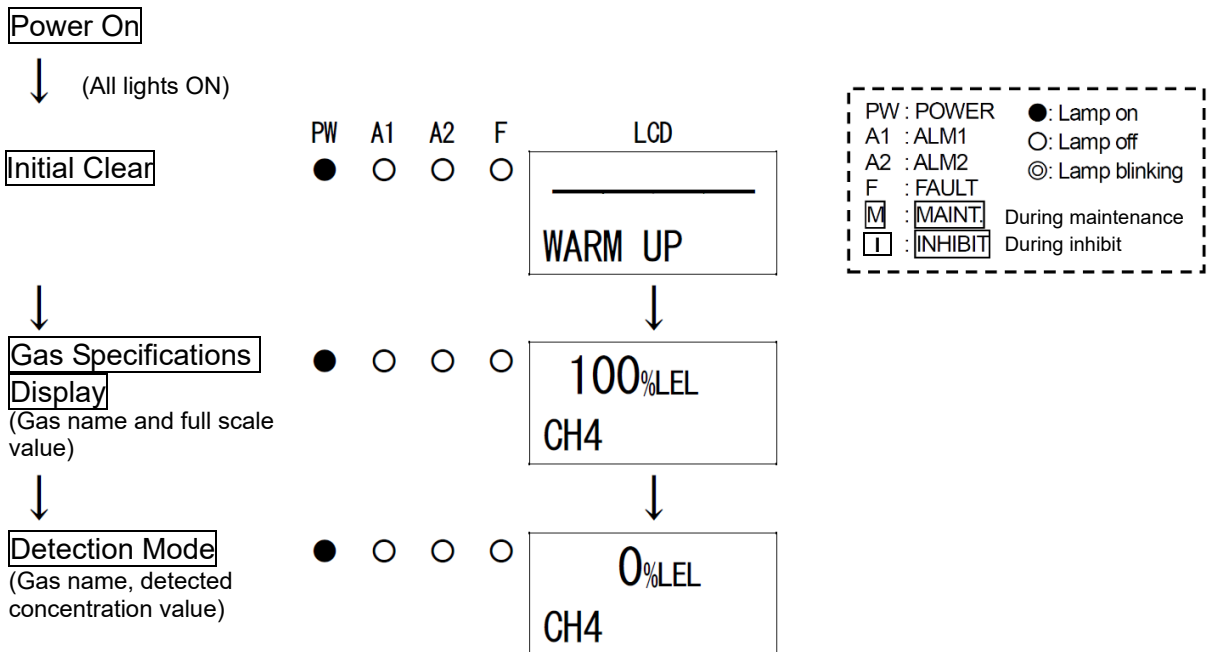 Power On
↓ (All lights ON)
PW A1 A2 F LCD
Initial Clear ● ○ ○ ○
WARM UP
↓ ↓
Gas Specifications ● ○ ○ ○ 100%LEL
Display
(Gas name and full scale
value)
CH4
↓ ↓
Detection Mode ● ○ ○ ○ 0%LEL
(Gas name, detected
concentration value)
CH4
PW : POWER ●: Lamp on
A1 : ALM1 ○: Lamp off
A2 : ALM2 ◎: Lamp blinking
F : FAULT
M : MAINT. During maintenance
I : INHIBIT During inhibit